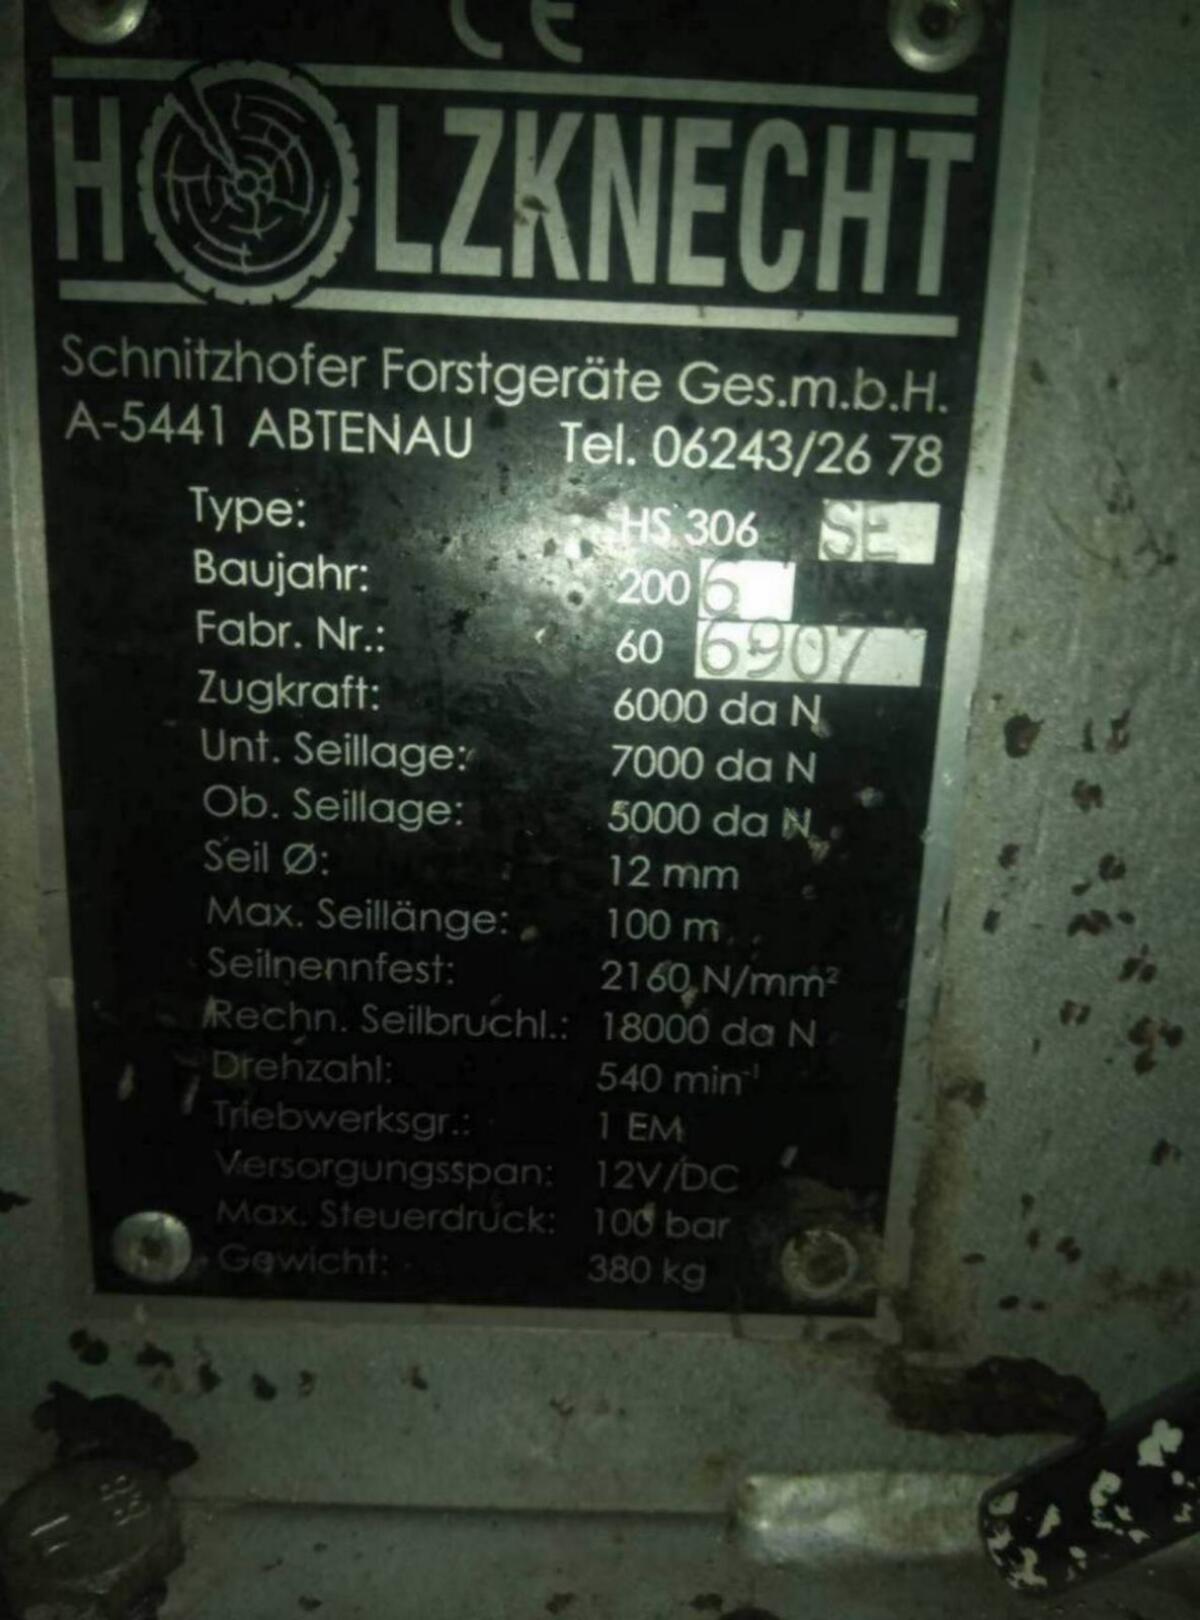 CE
HOLZKNECHT
Schnitzhofer Forstgeräte Ges.m.b.H.
A-5441 ABTENAU Tel. 06243/26 78
Type: HS 306 SE
Baujahr: 2006
Fabr. Nr.: 60 6907
Zugkraft: 6000 da N
Unt. Seillage: 7000 da N
Ob. Seillage: 5000 da N
Seil Ø: 12 mm
Max. Seillänge: 100 m
Seilnennfest: 2160 N/mm²
Rechn. Seilbruchl.: 18000 da N
Drehzahl: 540 min⁻¹
Triebwerksgr.: 1 EM
Versorgungsspan: 12V/DC
Max. Steuerdruck: 100 bar
Gewicht: 380 kg